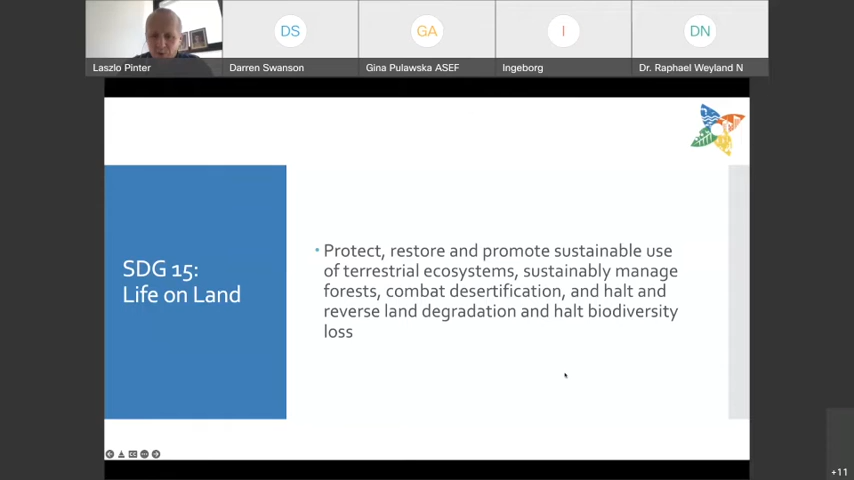 DS
GA
I
DN
Laszlo Pinter
Darren Swanson
Gina Pulawska ASEF
Ingeborg
Dr. Raphael Weyland N
SDG 15:
Life on Land
• Protect, restore and promote sustainable use
of terrestrial ecosystems, sustainably manage
forests, combat desertification, and halt and
reverse land degradation and halt biodiversity
loss
+11